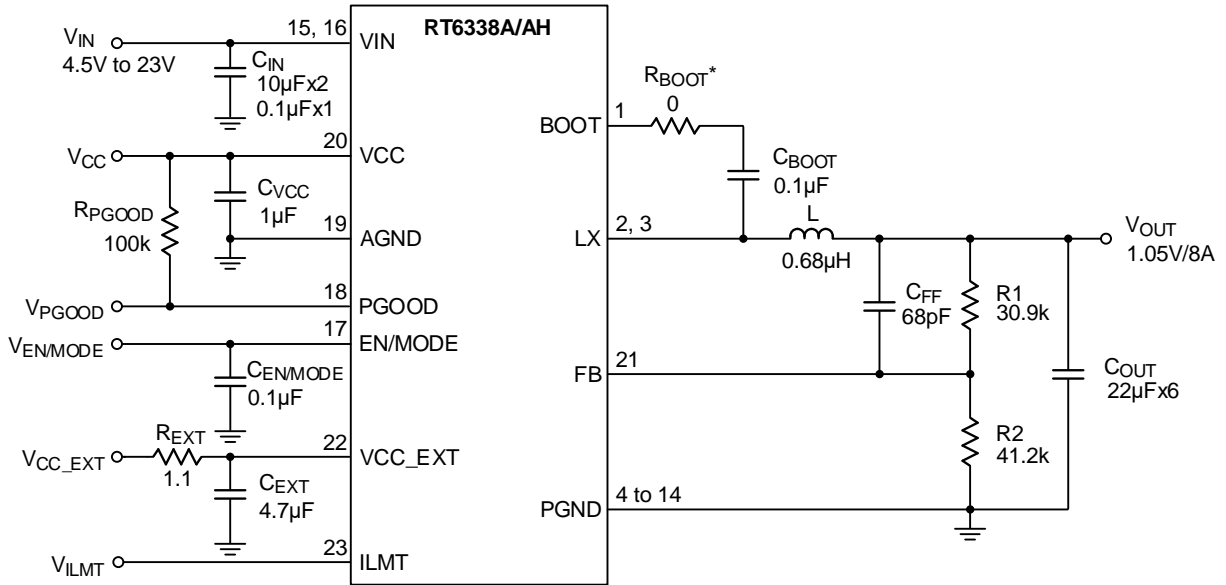 RT6338A/AH
VIN
4.5V to 23V
15, 16
VIN
CIN
10µFx2
0.1µFx1
VCC
20
VCC
CVCC
1µF
RPGOOD
100k
19
AGND
VPGOOD
18
PGOOD
VEN/MODE
17
EN/MODE
CEN/MODE
0.1µF
VCC_EXT
REXT
1.1
22
VCC_EXT
CEXT
4.7µF
VILMT
23
ILMT
BOOT
1
RBOOT*
0
CBOOT
0.1µF
LX
2, 3
L
0.68µH
VOUT
1.05V/8A
CFF
68pF
R1
30.9k
FB
21
COUT
22µFx6
R2
41.2k
PGND
4 to 14